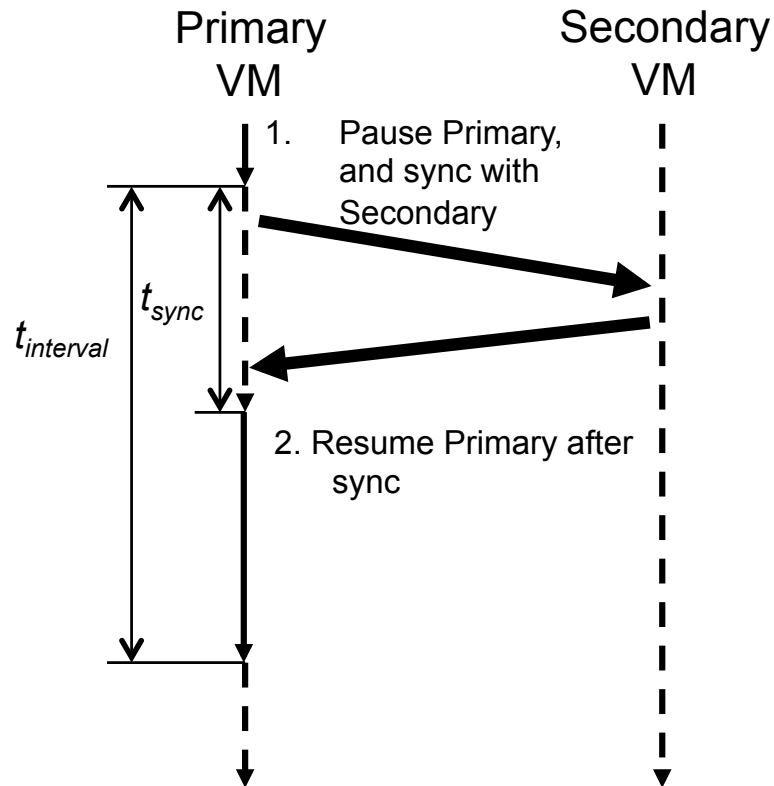 Primary
VM
Secondary
VM
1. Pause Primary,
and sync with
Secondary
t_sync
t_interval
2. Resume Primary after
sync